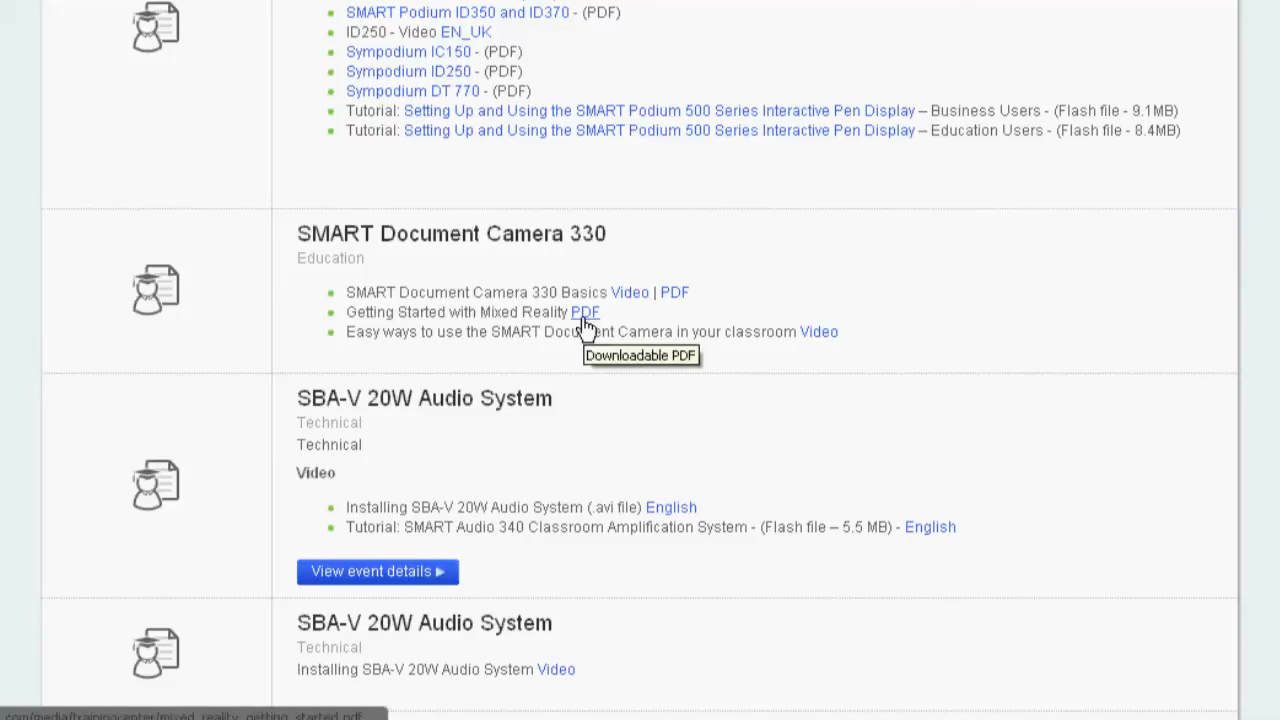 SMART Podium ID350 and ID370 - (PDF)
ID250 - Video EN_UK
Sympodium IC150 - (PDF)
Sympodium ID250 - (PDF)
Sympodium DT 770 - (PDF)
Tutorial: Setting Up and Using the SMART Podium 500 Series Interactive Pen Display – Business Users - (Flash file - 9.1MB)
Tutorial: Setting Up and Using the SMART Podium 500 Series Interactive Pen Display – Education Users - (Flash file - 8.4MB)
SMART Document Camera 330
Education
SMART Document Camera 330 Basics Video | PDF
Getting Started with Mixed Reality PDF
Easy ways to use the SMART Document Camera in your classroom Video
Downloadable PDF
SBA-V 20W Audio System
Technical
Technical
Video
Installing SBA-V 20W Audio System (.avi file) English
Tutorial: SMART Audio 340 Classroom Amplification System - (Flash file – 5.5 MB) - English
View event details ▶
SBA-V 20W Audio System
Technical
Installing SBA-V 20W Audio System Video
com/media/trainingcenter/mixed_reality_getting_started.pdf